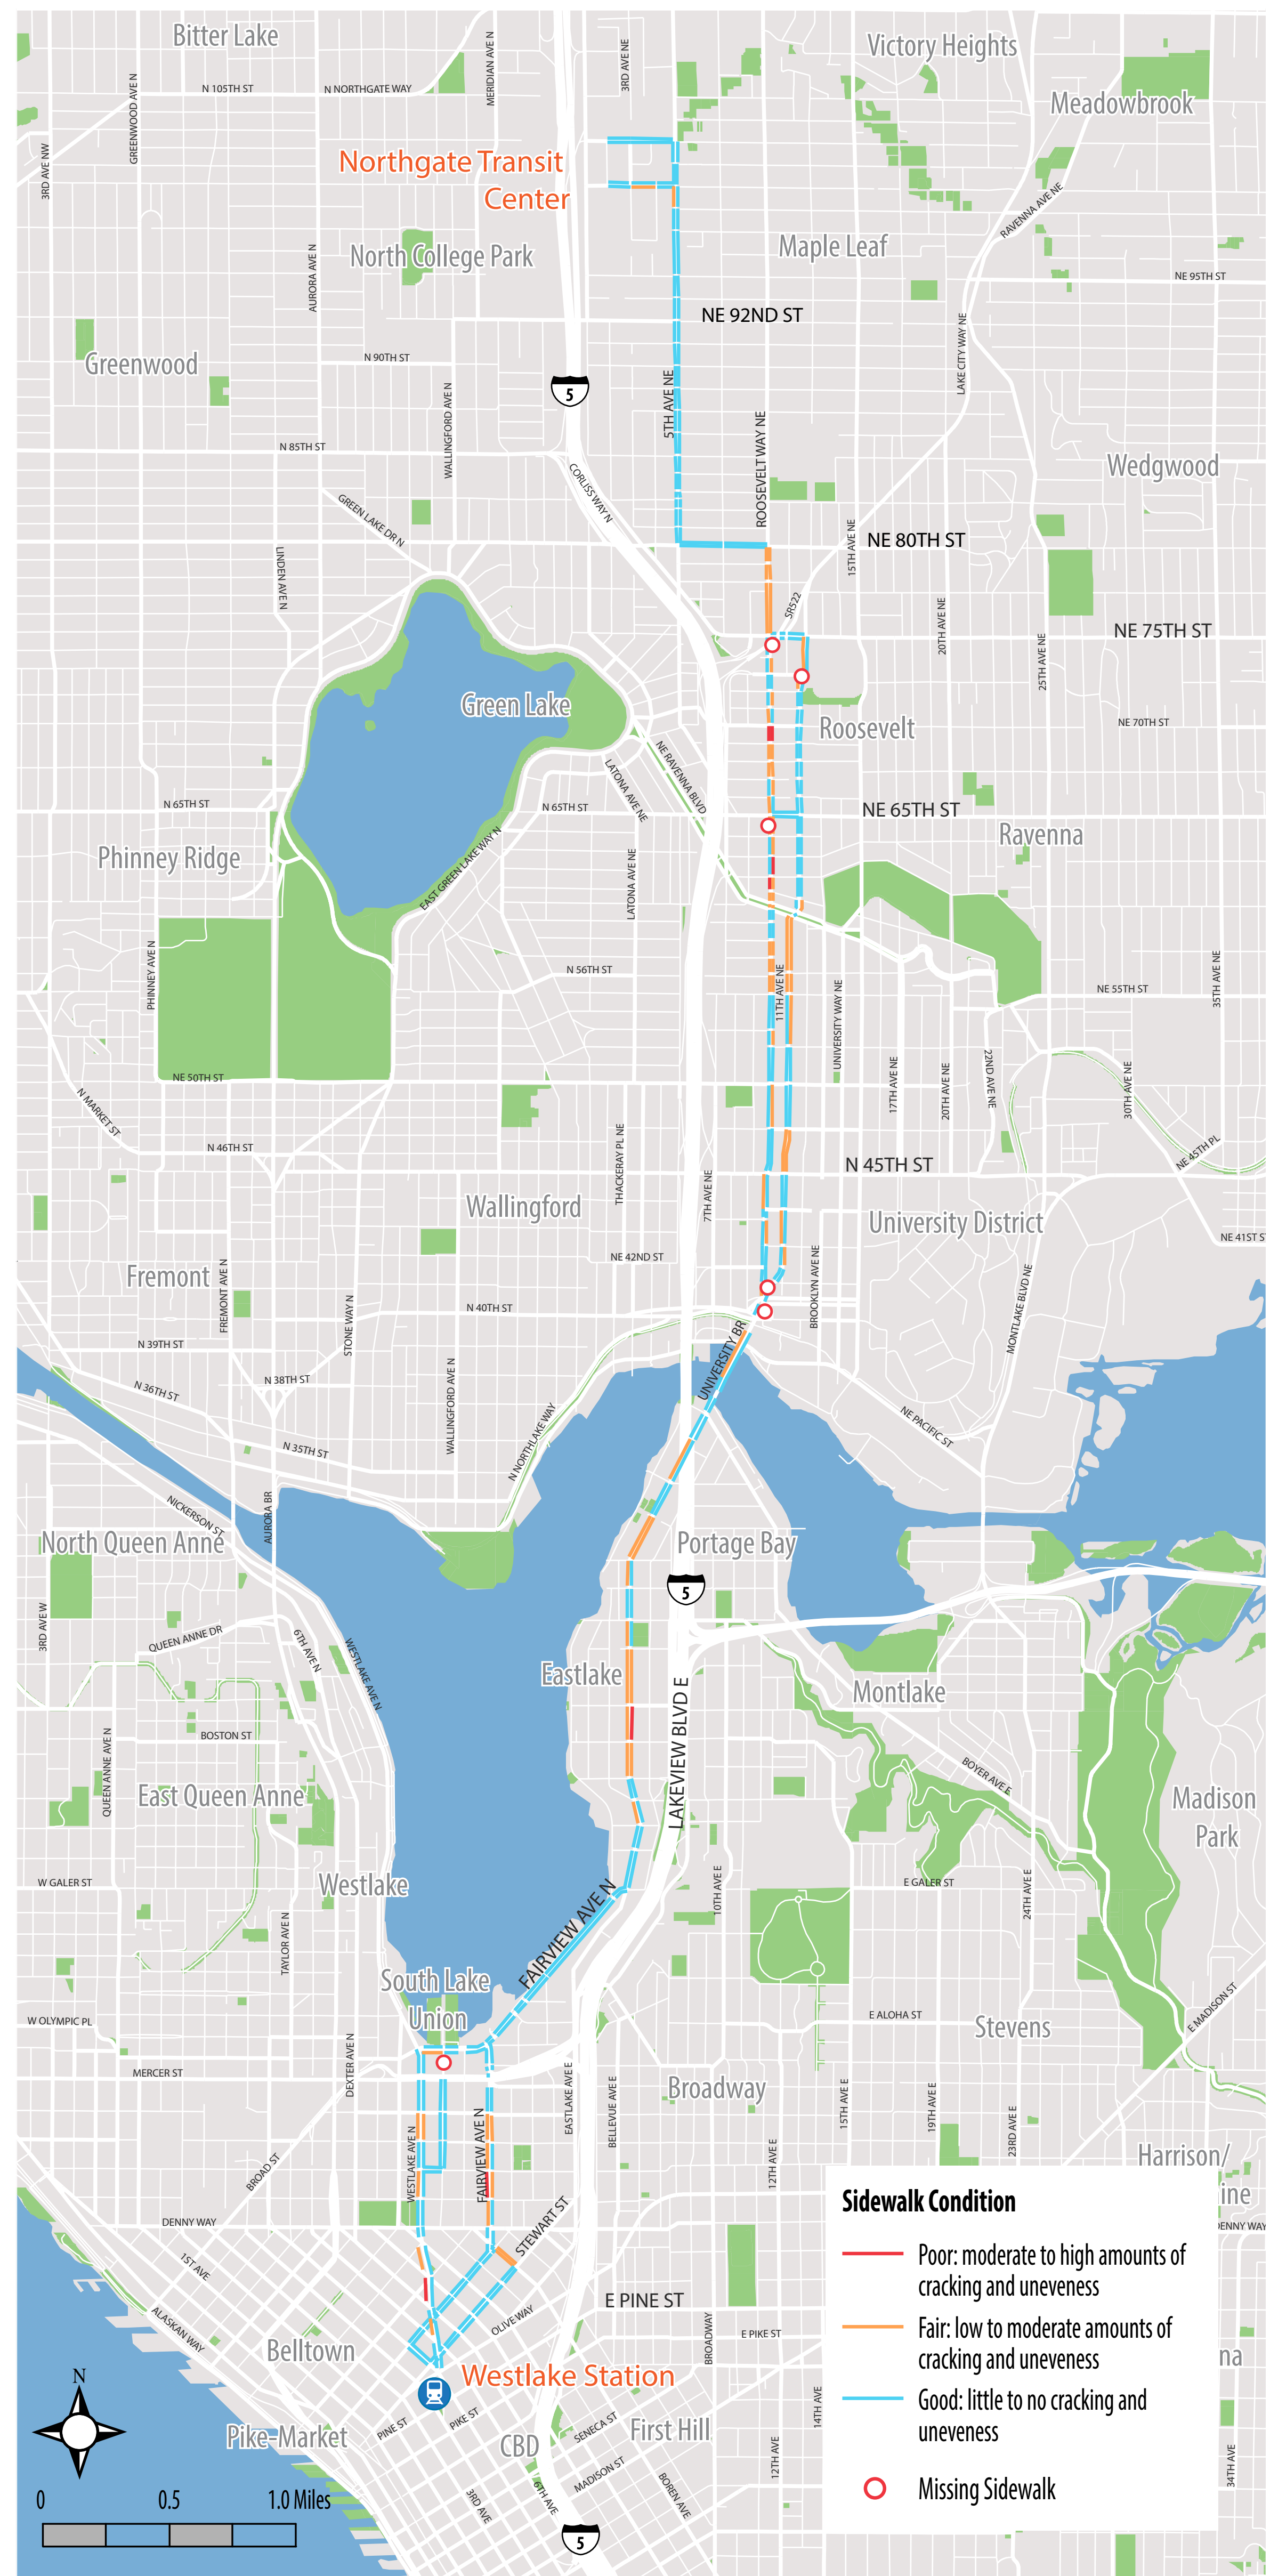 Bitter Lake
Victory Heights
Meadowbrook
N 105TH ST
N NORTHGATE WAY
GREENWOOD AVE N
MERIDIAN AVE N
3RD AVE NE
3RD AVE NW
Northgate Transit
Center
RAVENNA AVE NE
North College Park
Maple Leaf
AURORA AVE N
NE 95TH ST
NE 92ND ST
LAKE CITY WAY NE
Greenwood
N 90TH ST
5
5TH AVE NE
WALLINGFORD AVE N
ROOSEVELT WAY NE
N 85TH ST
Wedgwood
CORLISS WAY N
GREEN LAKE DR N
15TH AVE NE
NE 80TH ST
LINDEN AVE N
SR522
20TH AVE NE
25TH AVE NE
NE 75TH ST
Green Lake
Roosevelt
NE 70TH ST
NE RAVENNA BLVD
LATONA AVE NE
N 65TH ST
N 65TH ST
NE 65TH ST
Ravenna
Phinney Ridge
EAST GREEN LAKE WAY N
LATONA AVE NE
PHINNEY AVE N
N 56TH ST
11TH AVE NE
UNIVERSITY WAY NE
NE 55TH ST
35TH AVE NE
NE 50TH ST
17TH AVE NE
20TH AVE NE
22ND AVE NE
30TH AVE NE
N MARKET ST
N 46TH ST
THACKERAY PL NE
NE 45TH PL
N 45TH ST
7TH AVE NE
Wallingford
University District
NE 41ST S
NE 42ND ST
Fremont
FREMONT AVE N
STONE WAY N
N 40TH ST
BROOKLYN AVE NE
MONTLAKE BLVD NE
N 39TH ST
UNIVERSITY BR
N 38TH ST
N 36TH ST
WALLINGFORD AVE N
N NORTHLAKE WAY
NE PACIFIC ST
N 35TH ST
NICKERSON ST
AURORA BR
North Queen Anne
Portage Bay
5
3RD AVE W
QUEEN ANNE DR
6TH AVE N
WESTLAKE AVE N
Eastlake
LAKEVIEW BLVD E
Montlake
QUEEN ANNE AVE N
BOSTON ST
BOYER AVE E
East Queen Anne
Madison
Park
W GALER ST
Westlake
10TH AVE E
E GALER ST
24TH AVE E
FAIRVIEW AVE N
TAYLOR AVE N
South Lake
Union
W OLYMPIC PL
E ALOHA ST
Stevens
E MADISON ST
MERCER ST
DEXTER AVE N
EASTLAKE AVE E
BELLEVUE AVE E
Broadway
15TH AVE E
19TH AVE E
23RD AVE E
WESTLAKE AVE N
FAIRVIEW AVE N
12TH AVE E
BROAD ST
Harrison/
ine
DENNY WAY
STEWART ST
DENNY WAY
Sidewalk Condition
Poor: moderate to high amounts of
cracking and uneveness
Fair: low to moderate amounts of
cracking and uneveness
Good: little to no cracking and
uneveness
Missing Sidewalk
1ST AVE
E PINE ST
ALASKAN WAY
OLIVE WAY
BROADWAY
E PIKE ST
Belltown
na
Westlake Station
N
14TH AVE
PINE ST
PIKE ST
SENECA ST
First Hill
Pike-Market
CBD
12TH AVE
34TH AVE
MADISON ST
BOREN AVE
3RD AVE
6TH AVE
0 0.5 1.0 Miles
5